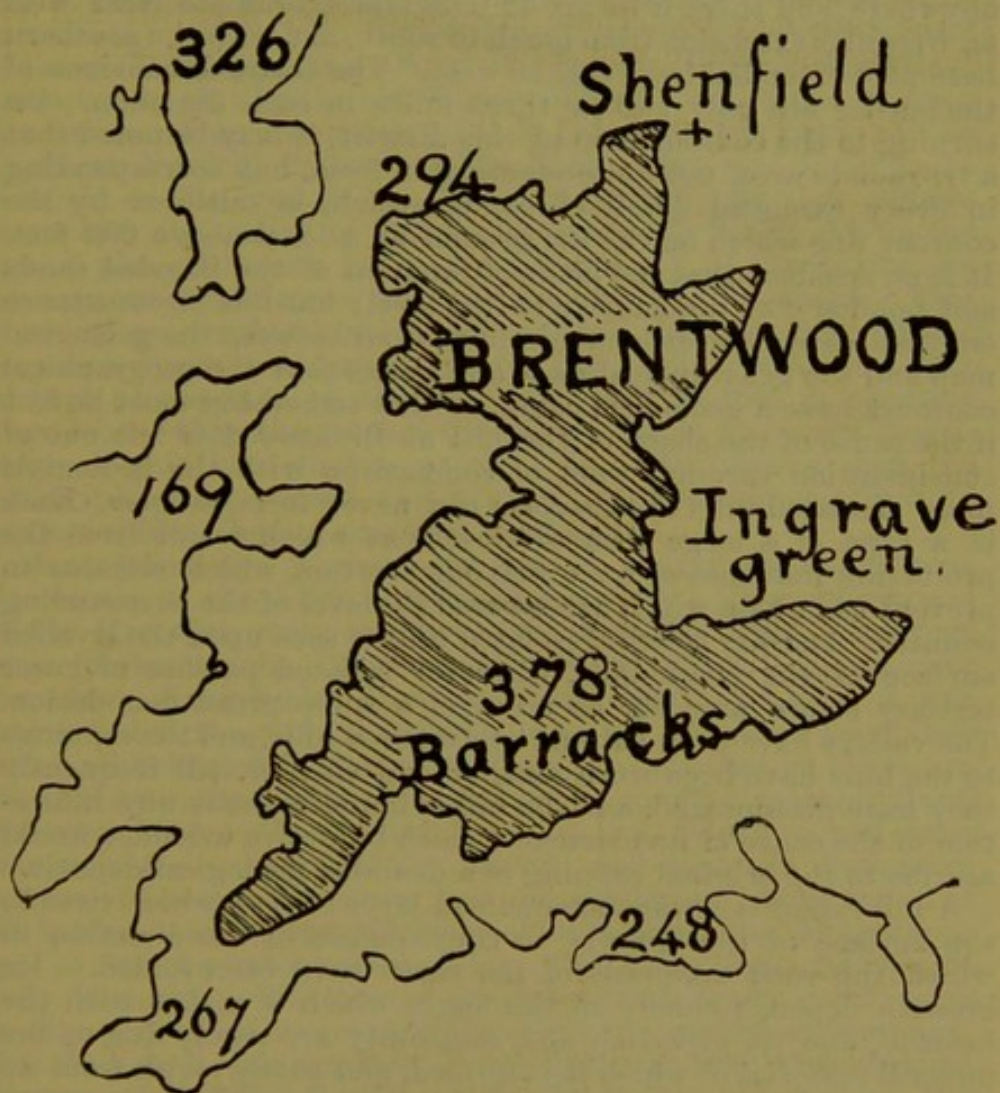 326
Shenfield
+
294
BRENTWOOD
169
Ingrave
green.
378
Barracks
248
267